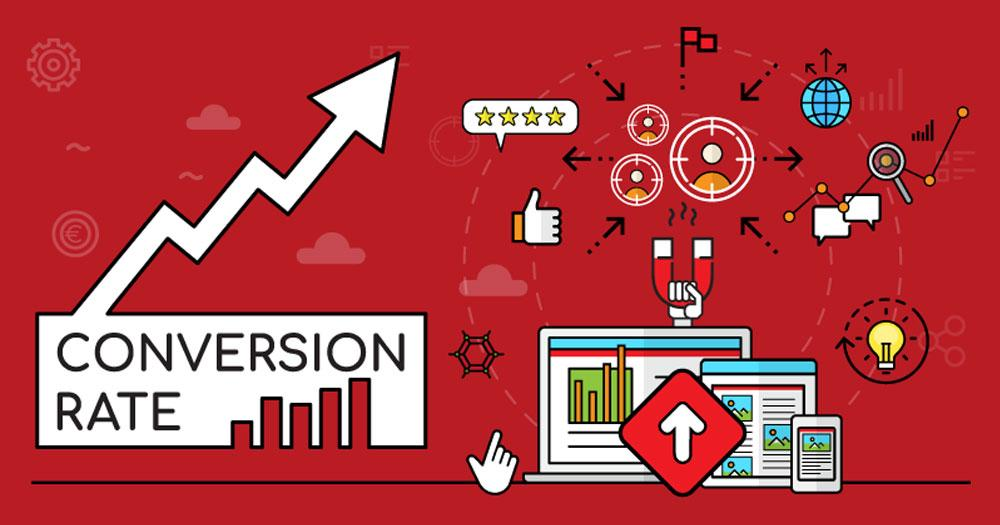 CONVERSION
RATE
€